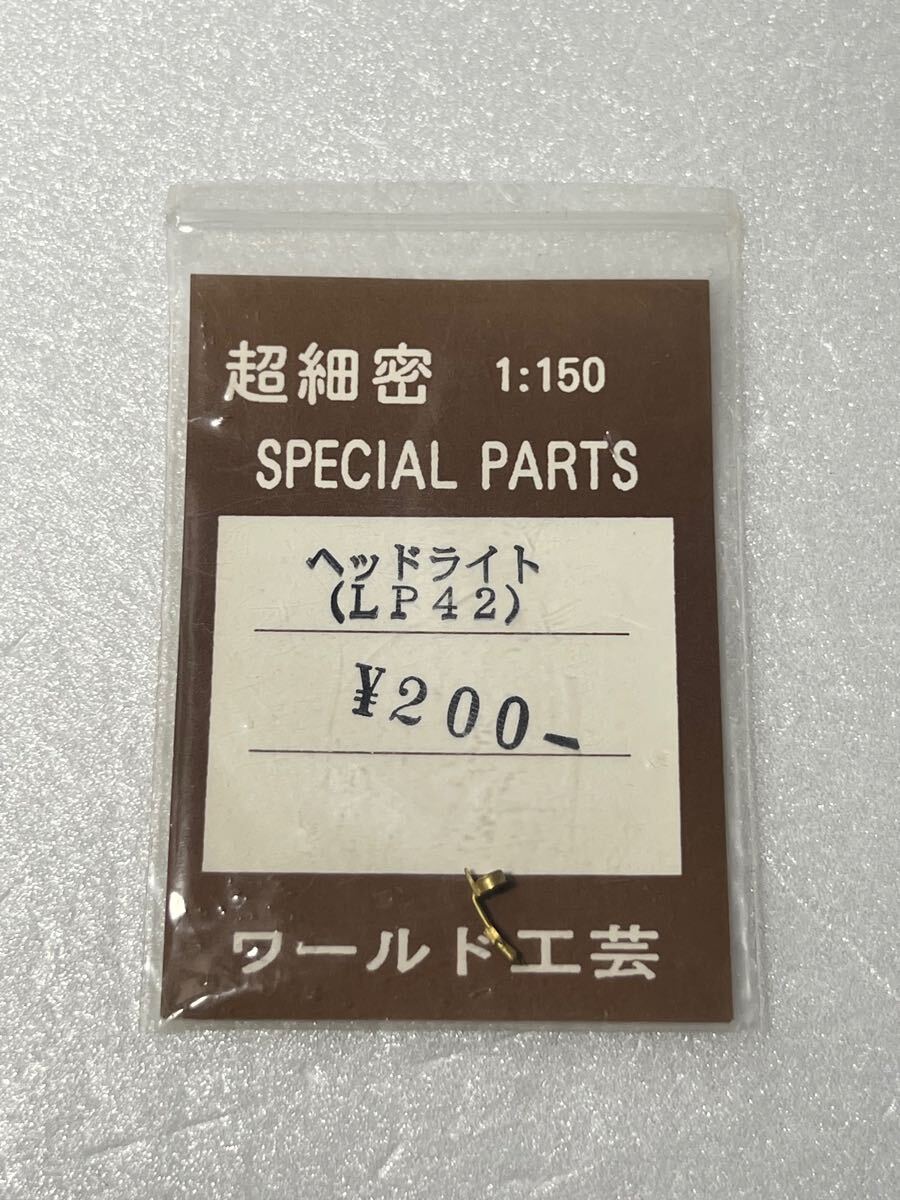 超細密 1:150
SPECIAL PARTS
ヘッドライト
(LP42)
¥200-
ワールド工芸